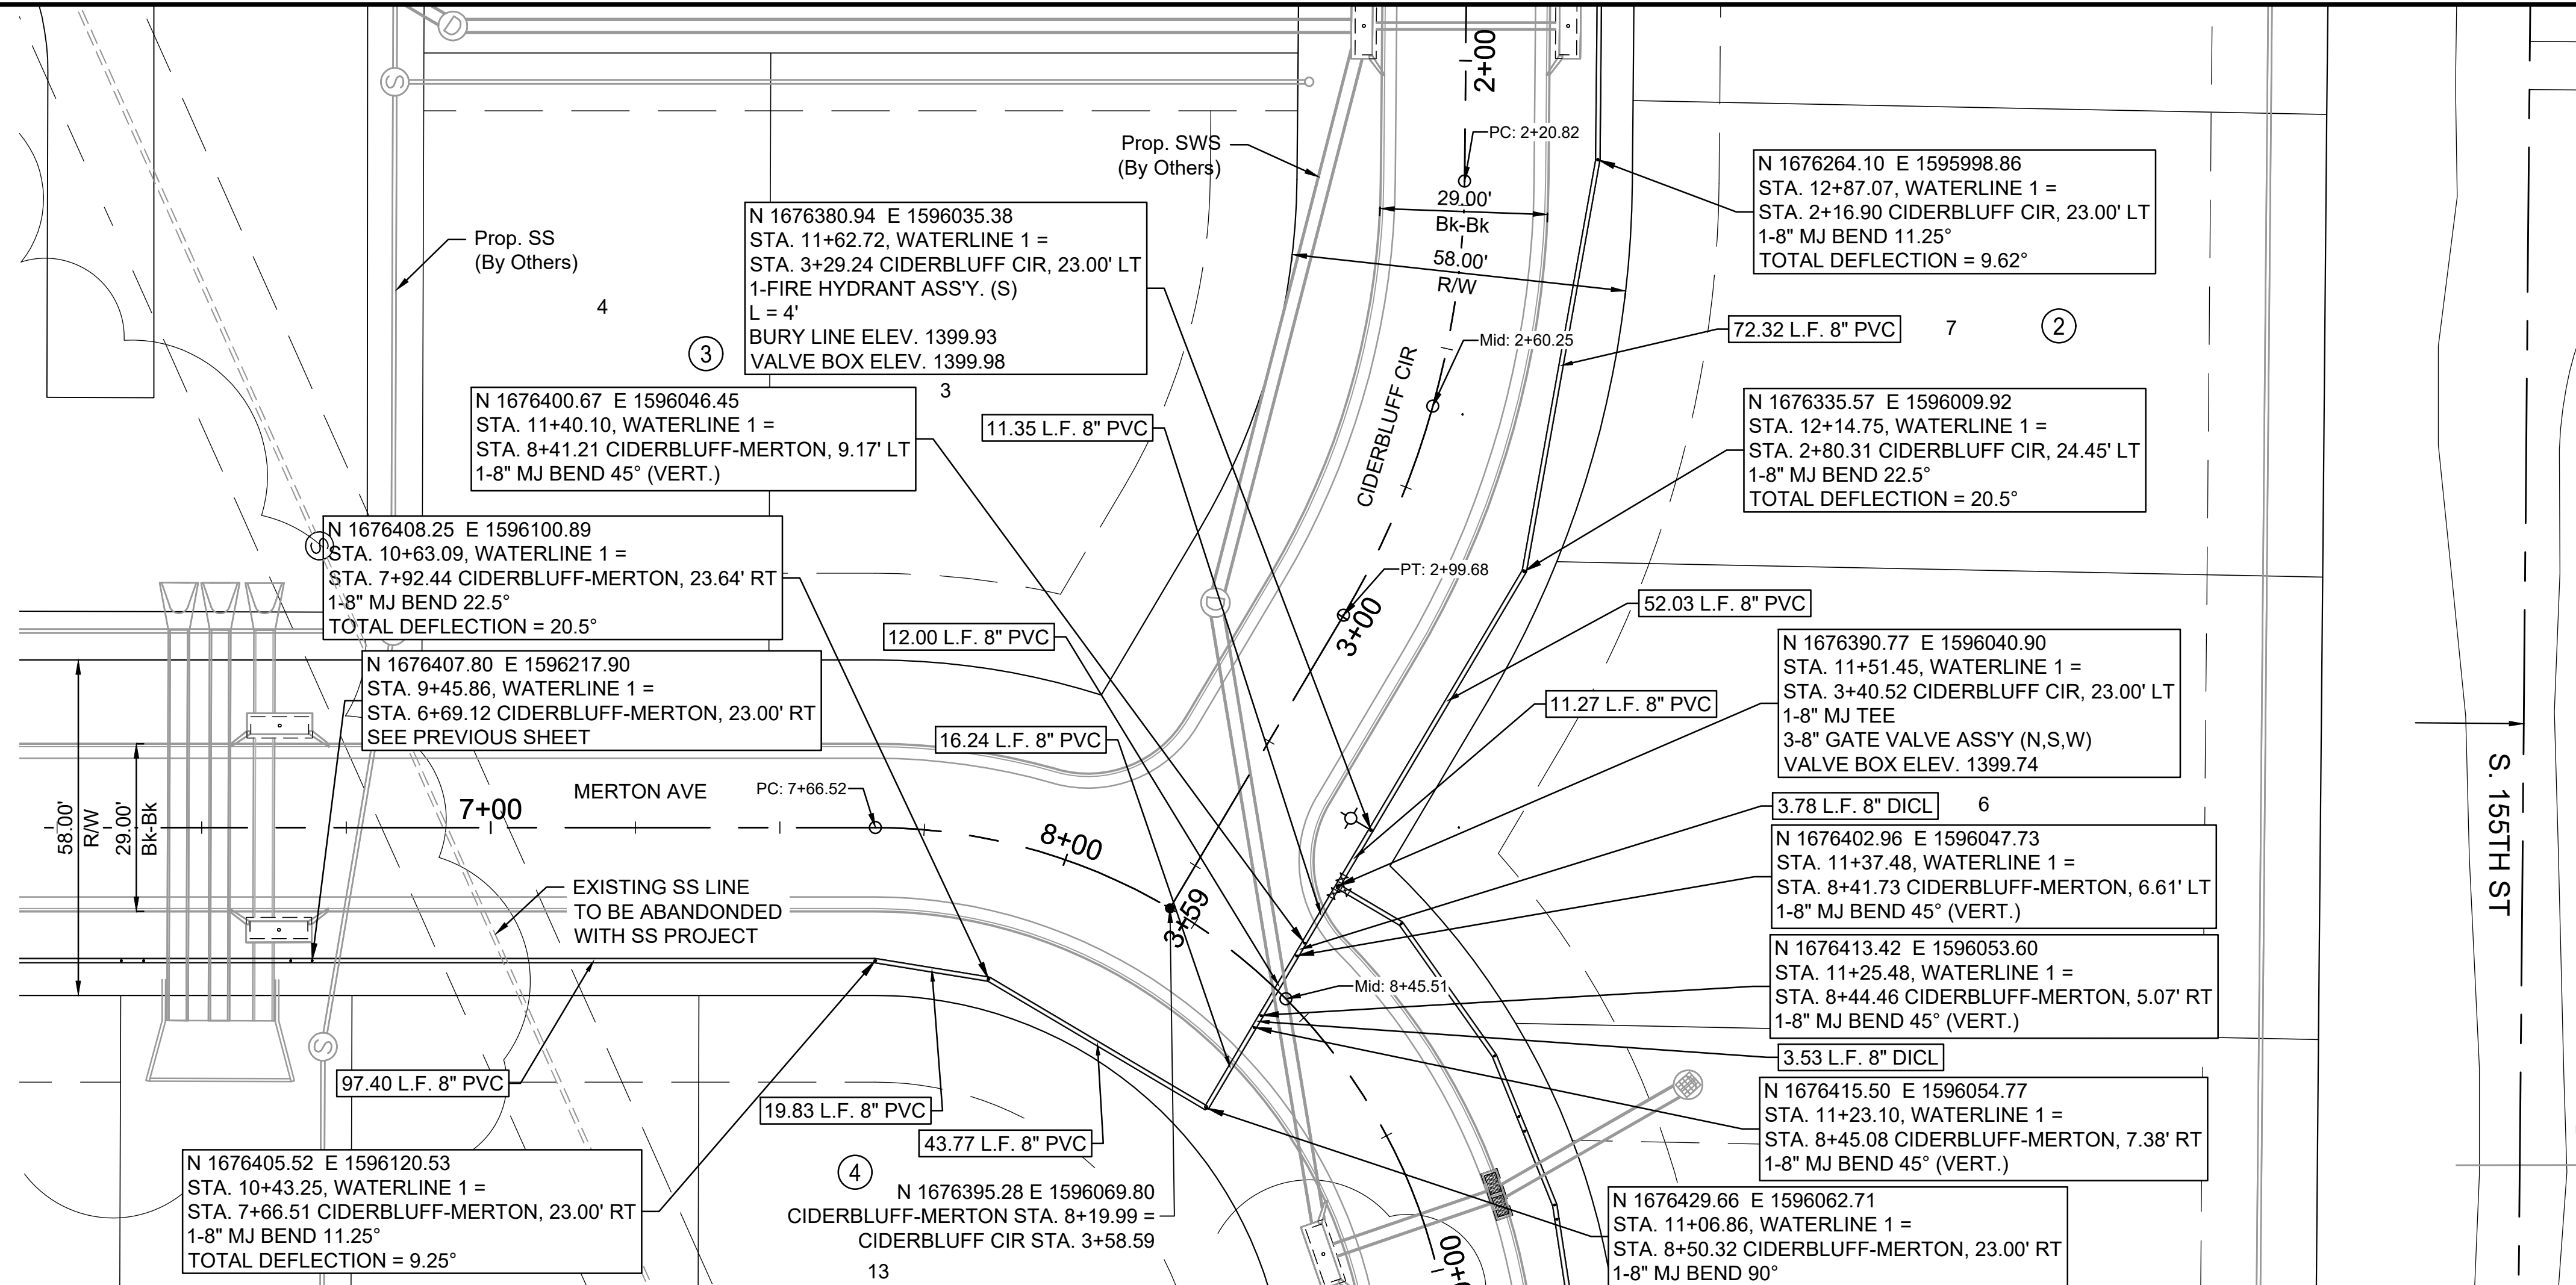 2+00
PC: 2+20.82
Prop. SWS
(By Others)
29.00'
Bk-Bk
58.00'
R/W
N 1676264.10 E 1595998.86
STA. 12+87.07, WATERLINE 1 =
STA. 2+16.90 CIDERBLUFF CIR, 23.00' LT
1-8" MJ BEND 11.25°
TOTAL DEFLECTION = 9.62°
Prop. SS
(By Others)
N 1676380.94 E 1596035.38
STA. 11+62.72, WATERLINE 1 =
STA. 3+29.24 CIDERBLUFF CIR, 23.00' LT
1-FIRE HYDRANT ASS'Y. (S)
L = 4'
BURY LINE ELEV. 1399.93
VALVE BOX ELEV. 1399.98
4
3
3
72.32 L.F. 8" PVC
7
2
Mid: 2+60.25
CIDERBLUFF CIR
N 1676400.67 E 1596046.45
STA. 11+40.10, WATERLINE 1 =
STA. 8+41.21 CIDERBLUFF-MERTON, 9.17' LT
1-8" MJ BEND 45° (VERT.)
11.35 L.F. 8" PVC
N 1676335.57 E 1596009.92
STA. 12+14.75, WATERLINE 1 =
STA. 2+80.31 CIDERBLUFF CIR, 24.45' LT
1-8" MJ BEND 22.5°
TOTAL DEFLECTION = 20.5°
N 1676408.25 E 1596100.89
STA. 10+63.09, WATERLINE 1 =
STA. 7+92.44 CIDERBLUFF-MERTON, 23.64' RT
1-8" MJ BEND 22.5°
TOTAL DEFLECTION = 20.5°
PT: 2+99.68
3+00
52.03 L.F. 8" PVC
12.00 L.F. 8" PVC
N 1676407.80 E 1596217.90
STA. 9+45.86, WATERLINE 1 =
STA. 6+69.12 CIDERBLUFF-MERTON, 23.00' RT
SEE PREVIOUS SHEET
N 1676390.77 E 1596040.90
STA. 11+51.45, WATERLINE 1 =
STA. 3+40.52 CIDERBLUFF CIR, 23.00' LT
1-8" MJ TEE
3-8" GATE VALVE ASS'Y (N,S,W)
VALVE BOX ELEV. 1399.74
11.27 L.F. 8" PVC
16.24 L.F. 8" PVC
S. 155TH ST
58.00'
R/W
29.00'
Bk-Bk
7+00
MERTON AVE
PC: 7+66.52
8+00
3+59
3.78 L.F. 8" DICL
6
N 1676402.96 E 1596047.73
STA. 11+37.48, WATERLINE 1 =
STA. 8+41.73 CIDERBLUFF-MERTON, 6.61' LT
1-8" MJ BEND 45° (VERT.)
EXISTING SS LINE
TO BE ABANDONDED
WITH SS PROJECT
N 1676413.42 E 1596053.60
STA. 11+25.48, WATERLINE 1 =
STA. 8+44.46 CIDERBLUFF-MERTON, 5.07' RT
1-8" MJ BEND 45° (VERT.)
Mid: 8+45.51
3.53 L.F. 8" DICL
97.40 L.F. 8" PVC
19.83 L.F. 8" PVC
43.77 L.F. 8" PVC
N 1676415.50 E 1596054.77
STA. 11+23.10, WATERLINE 1 =
STA. 8+45.08 CIDERBLUFF-MERTON, 7.38' RT
1-8" MJ BEND 45° (VERT.)
N 1676405.52 E 1596120.53
STA. 10+43.25, WATERLINE 1 =
STA. 7+66.51 CIDERBLUFF-MERTON, 23.00' RT
1-8" MJ BEND 11.25°
TOTAL DEFLECTION = 9.25°
4
N 1676395.28 E 1596069.80
CIDERBLUFF-MERTON STA. 8+19.99 =
CIDERBLUFF CIR STA. 3+58.59
13
N 1676429.66 E 1596062.71
STA. 11+06.86, WATERLINE 1 =
STA. 8+50.32 CIDERBLUFF-MERTON, 23.00' RT
1-8" MJ BEND 90°
D
S
S
D
S